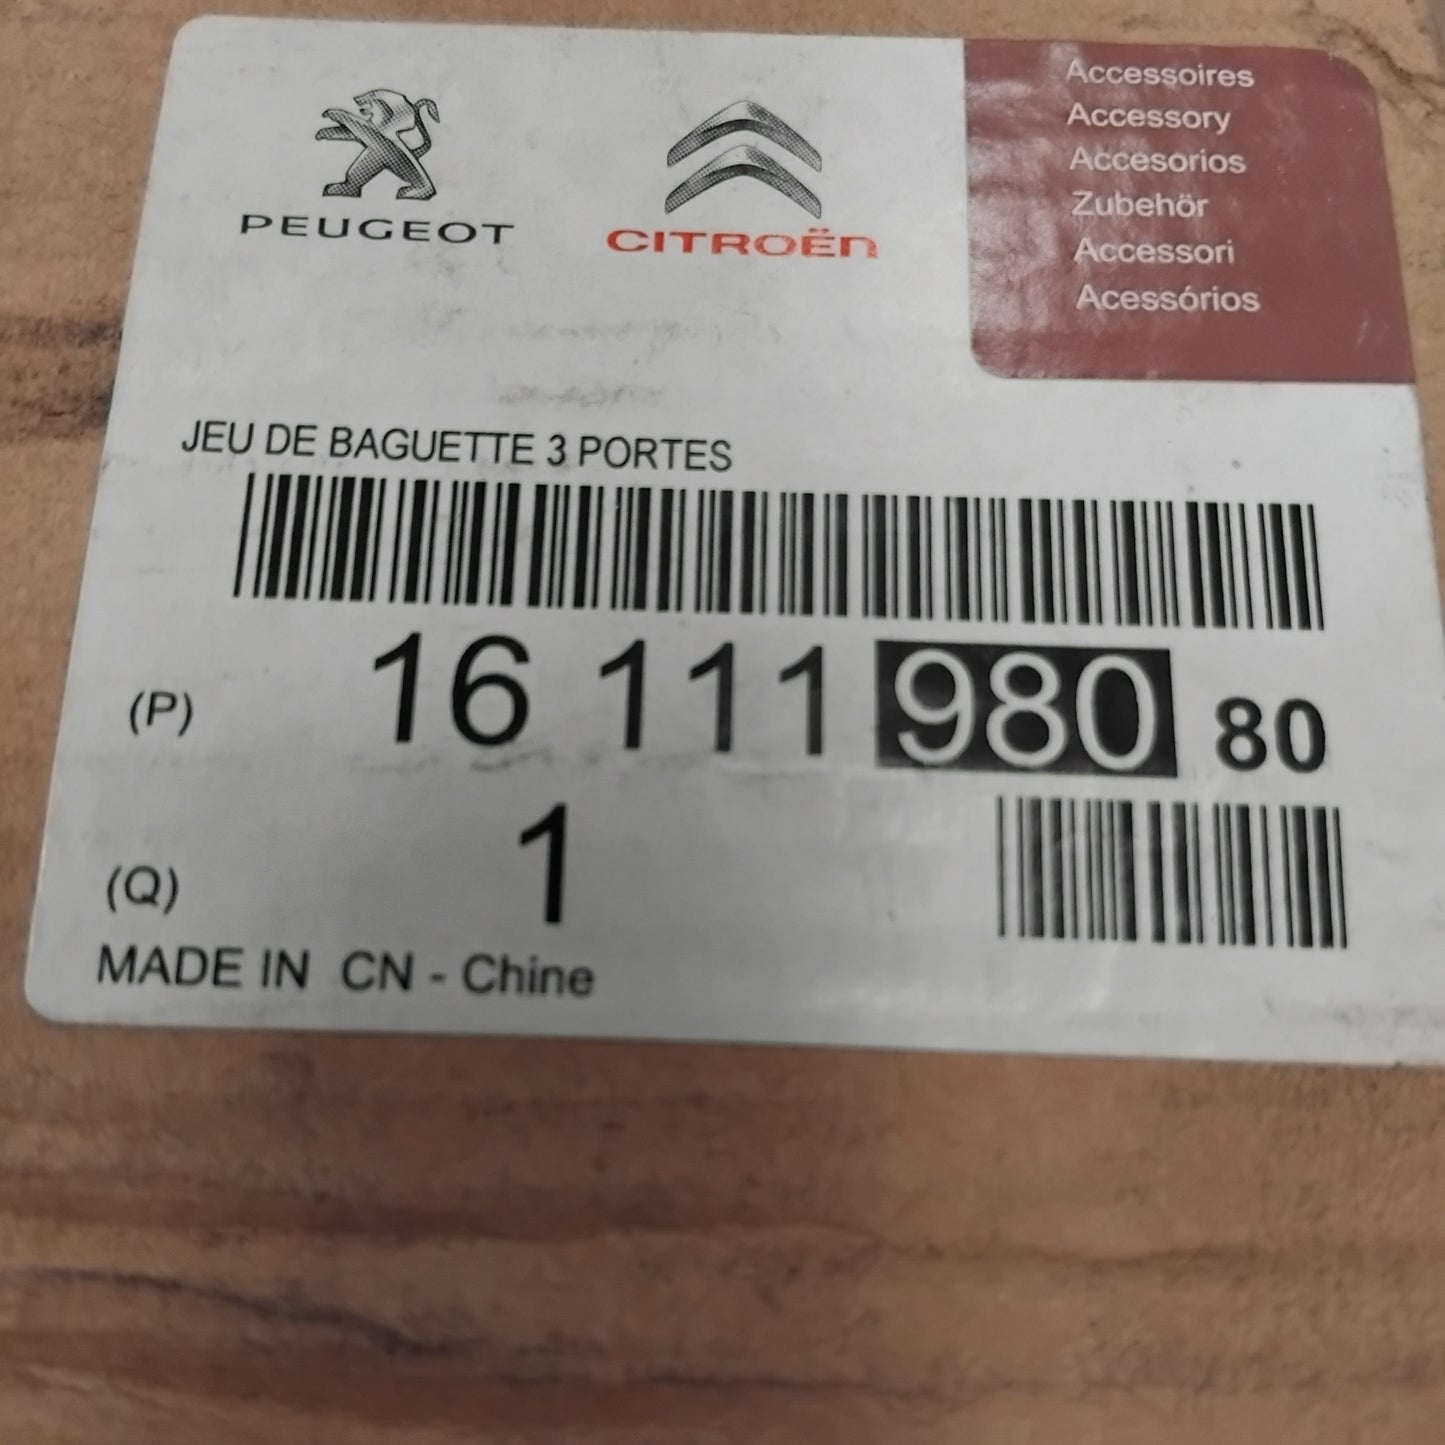 PEUGEOT
CITROËN
Accessoires
Accessory
Accesorios
Zubehör
Accessori
Acessórios
JEU DE BAGUETTE 3 PORTES
(P) 16 111 980 80
(Q) 1
MADE IN CN - Chine